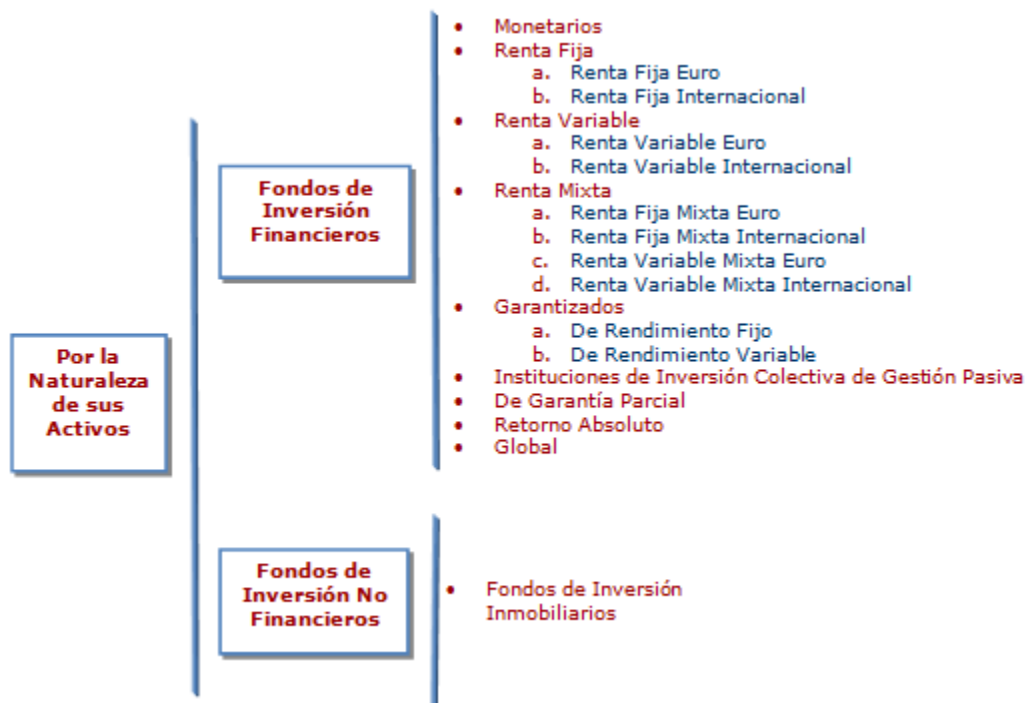 Por la
Naturaleza
de sus
Activos
Fondos de
Inversión
Financieros
• Monetarios
• Renta Fija
a. Renta Fija Euro
b. Renta Fija Internacional
• Renta Variable
a. Renta Variable Euro
b. Renta Variable Internacional
• Renta Mixta
a. Renta Fija Mixta Euro
b. Renta Fija Mixta Internacional
c. Renta Variable Mixta Euro
d. Renta Variable Mixta Internacional
• Garantizados
a. De Rendimiento Fijo
b. De Rendimiento Variable
• Instituciones de Inversión Colectiva de Gestión Pasiva
• De Garantía Parcial
• Retorno Absoluto
• Global
Fondos de
Inversión No
Financieros
• Fondos de Inversión
Inmobiliarios